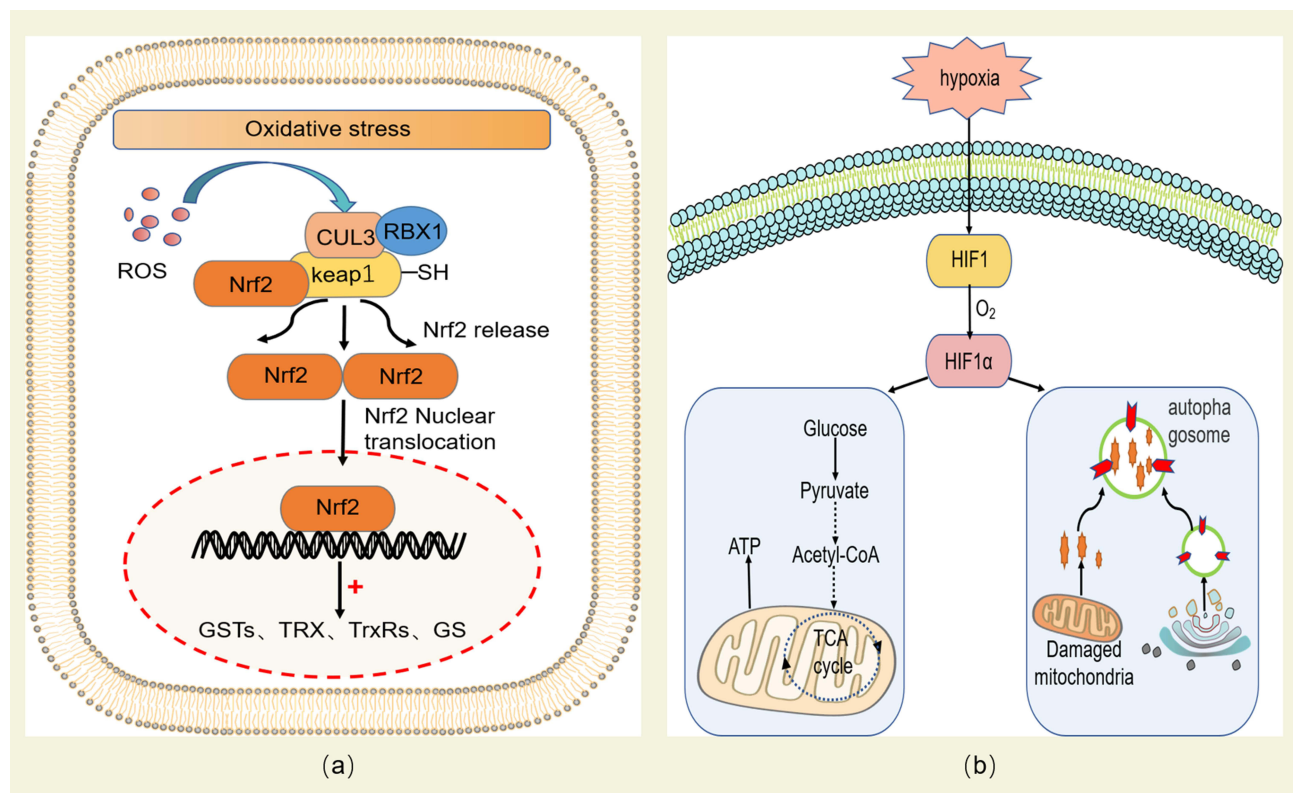 Oxidative stress
ROS
CUL3
RBX1
keap1
SH
Nrf2
Nrf2 release
Nrf2
Nrf2
Nrf2 Nuclear
translocation
Nrf2
+
GSTs、TRX、TrxRs、GS
(a)
hypoxia
HIF1
O₂
HIF1α
Glucose
Pyruvate
Acetyl-CoA
ATP
TCA
cycle
autopha
gosome
Damaged
mitochondria
(b)